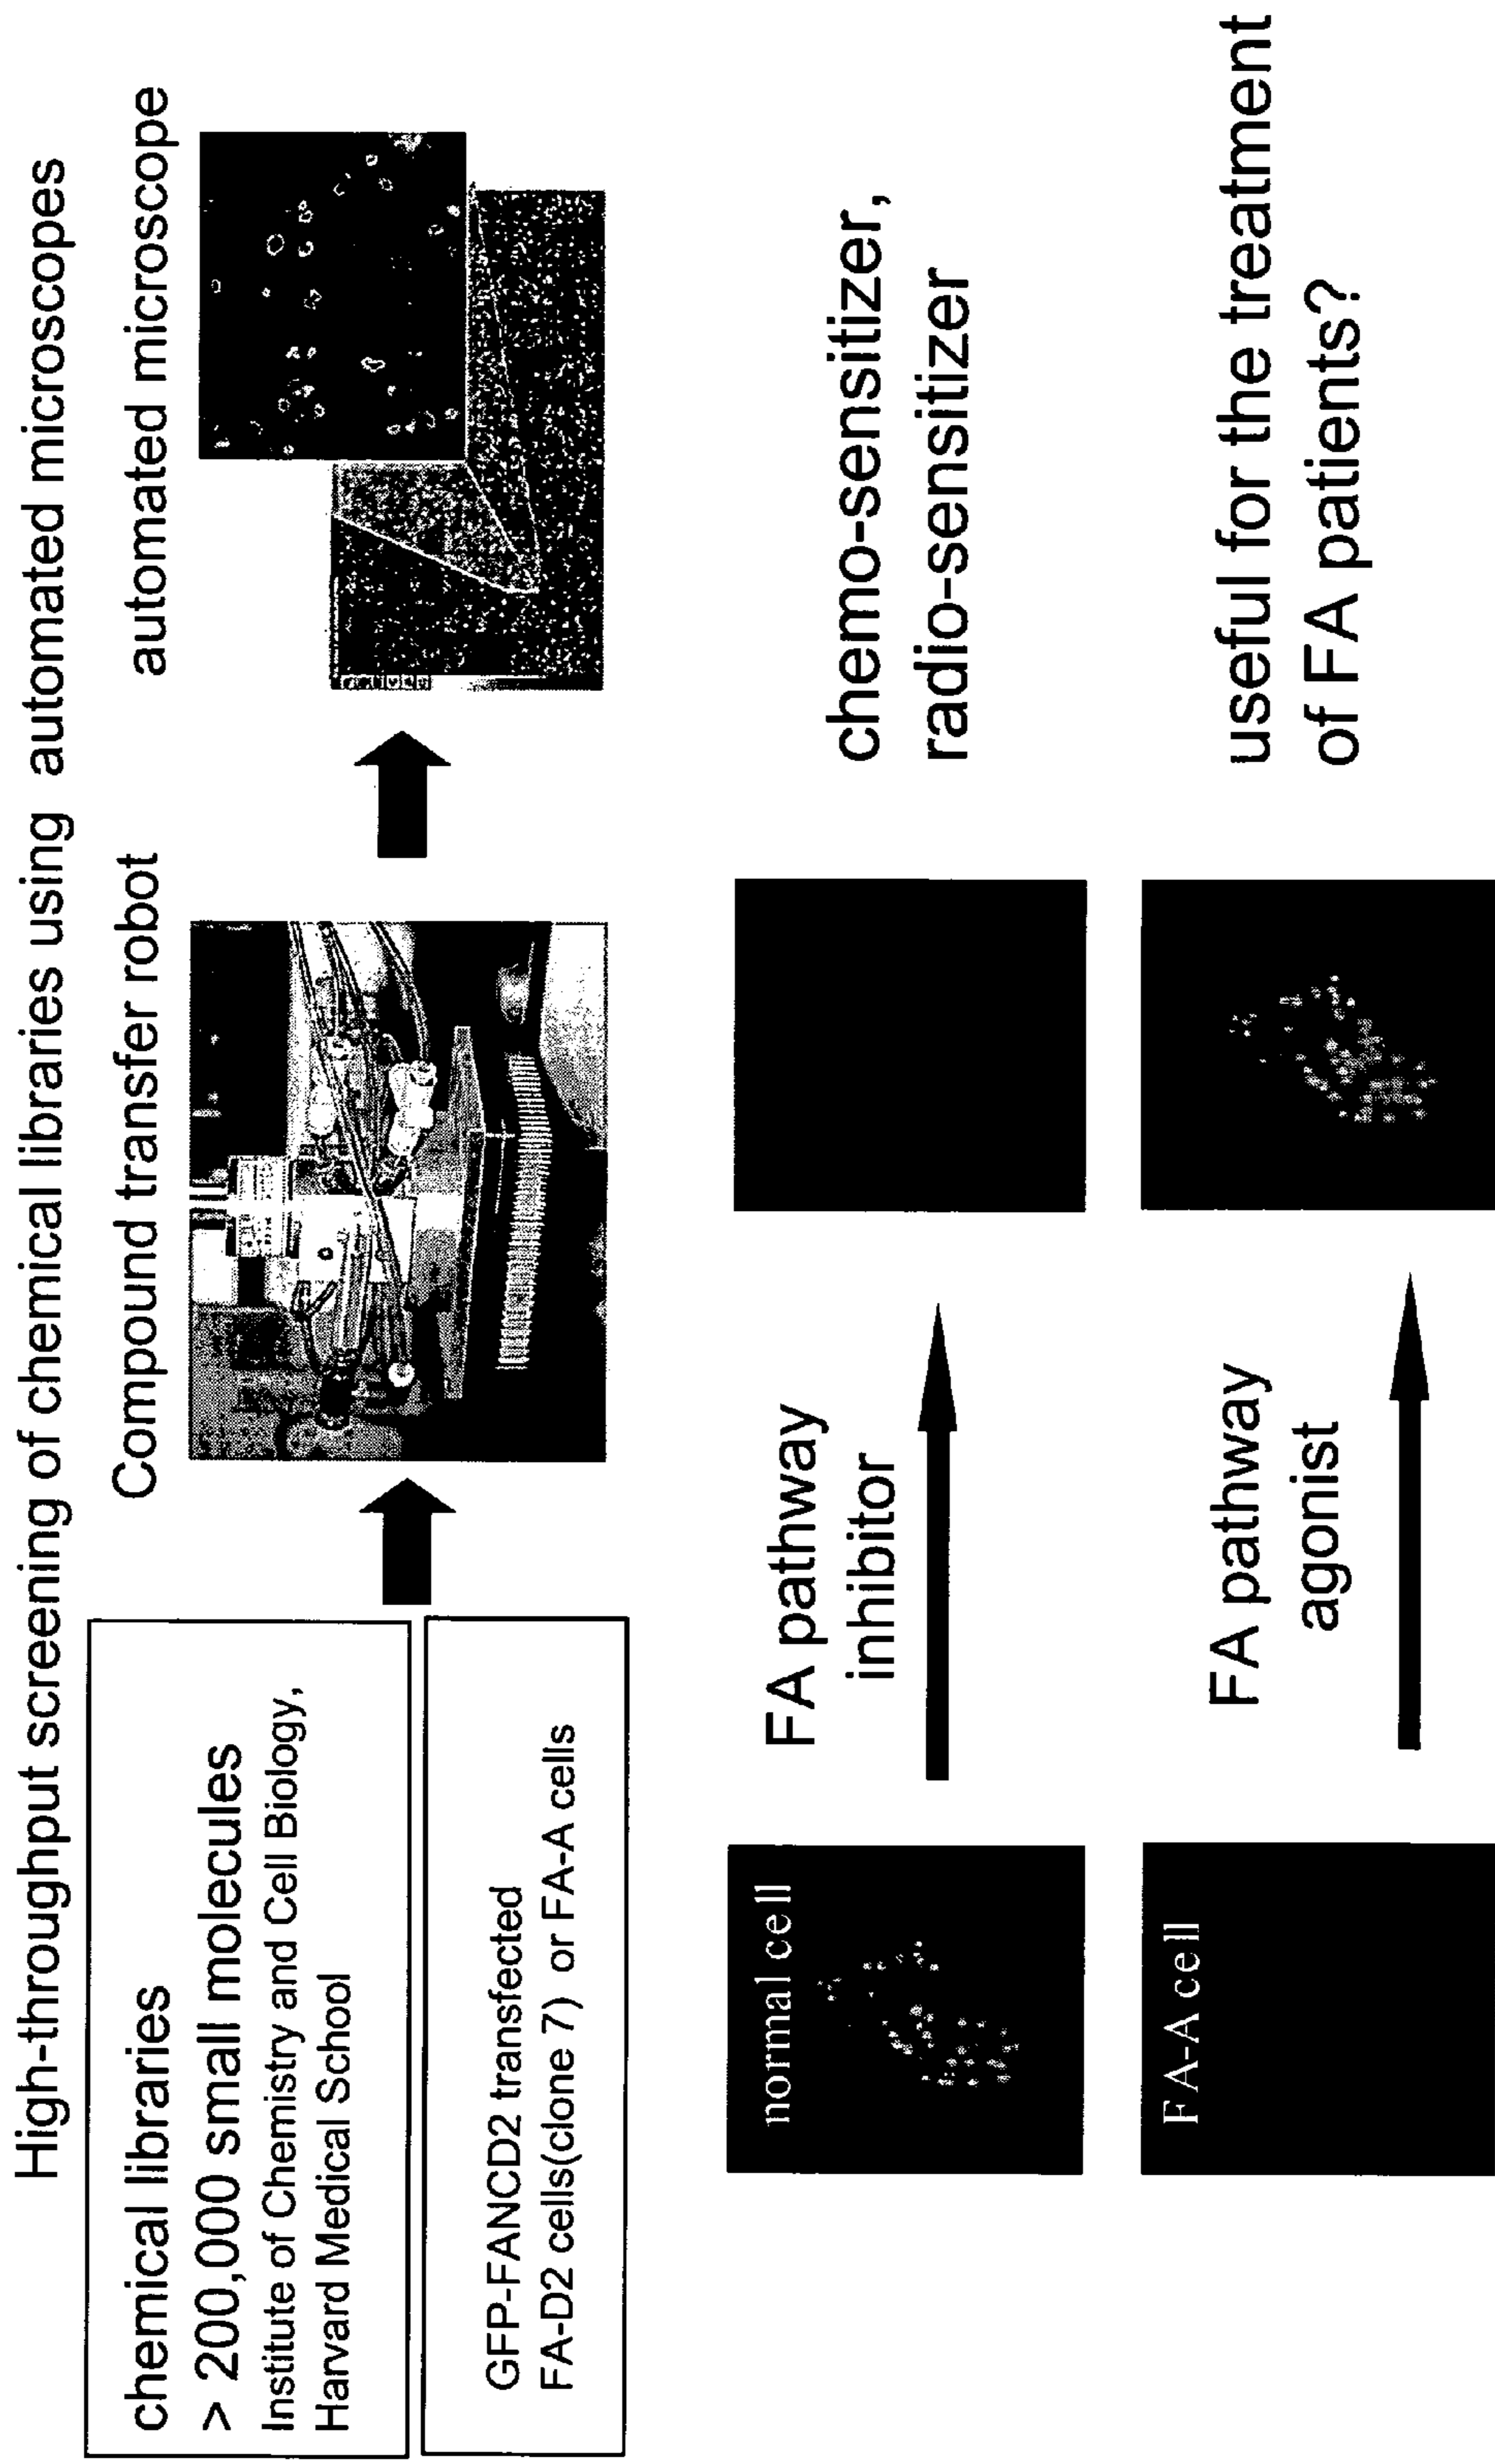 High-throughput screening of chemical libraries using automated microscopes
chemical libraries
> 200,000 small molecules
Institute of Chemistry and Cell Biology,
Harvard Medical School
GFP-FANCD2 transfected
FA-D2 cells(clone 7) or FA-A cells
Compound transfer robot
automated microscope
normal cell
FA pathway
inhibitor
chemo-sensitizer,
radio-sensitizer
FA-A cell
FA pathway
agonist
useful for the treatment
of FA patients?